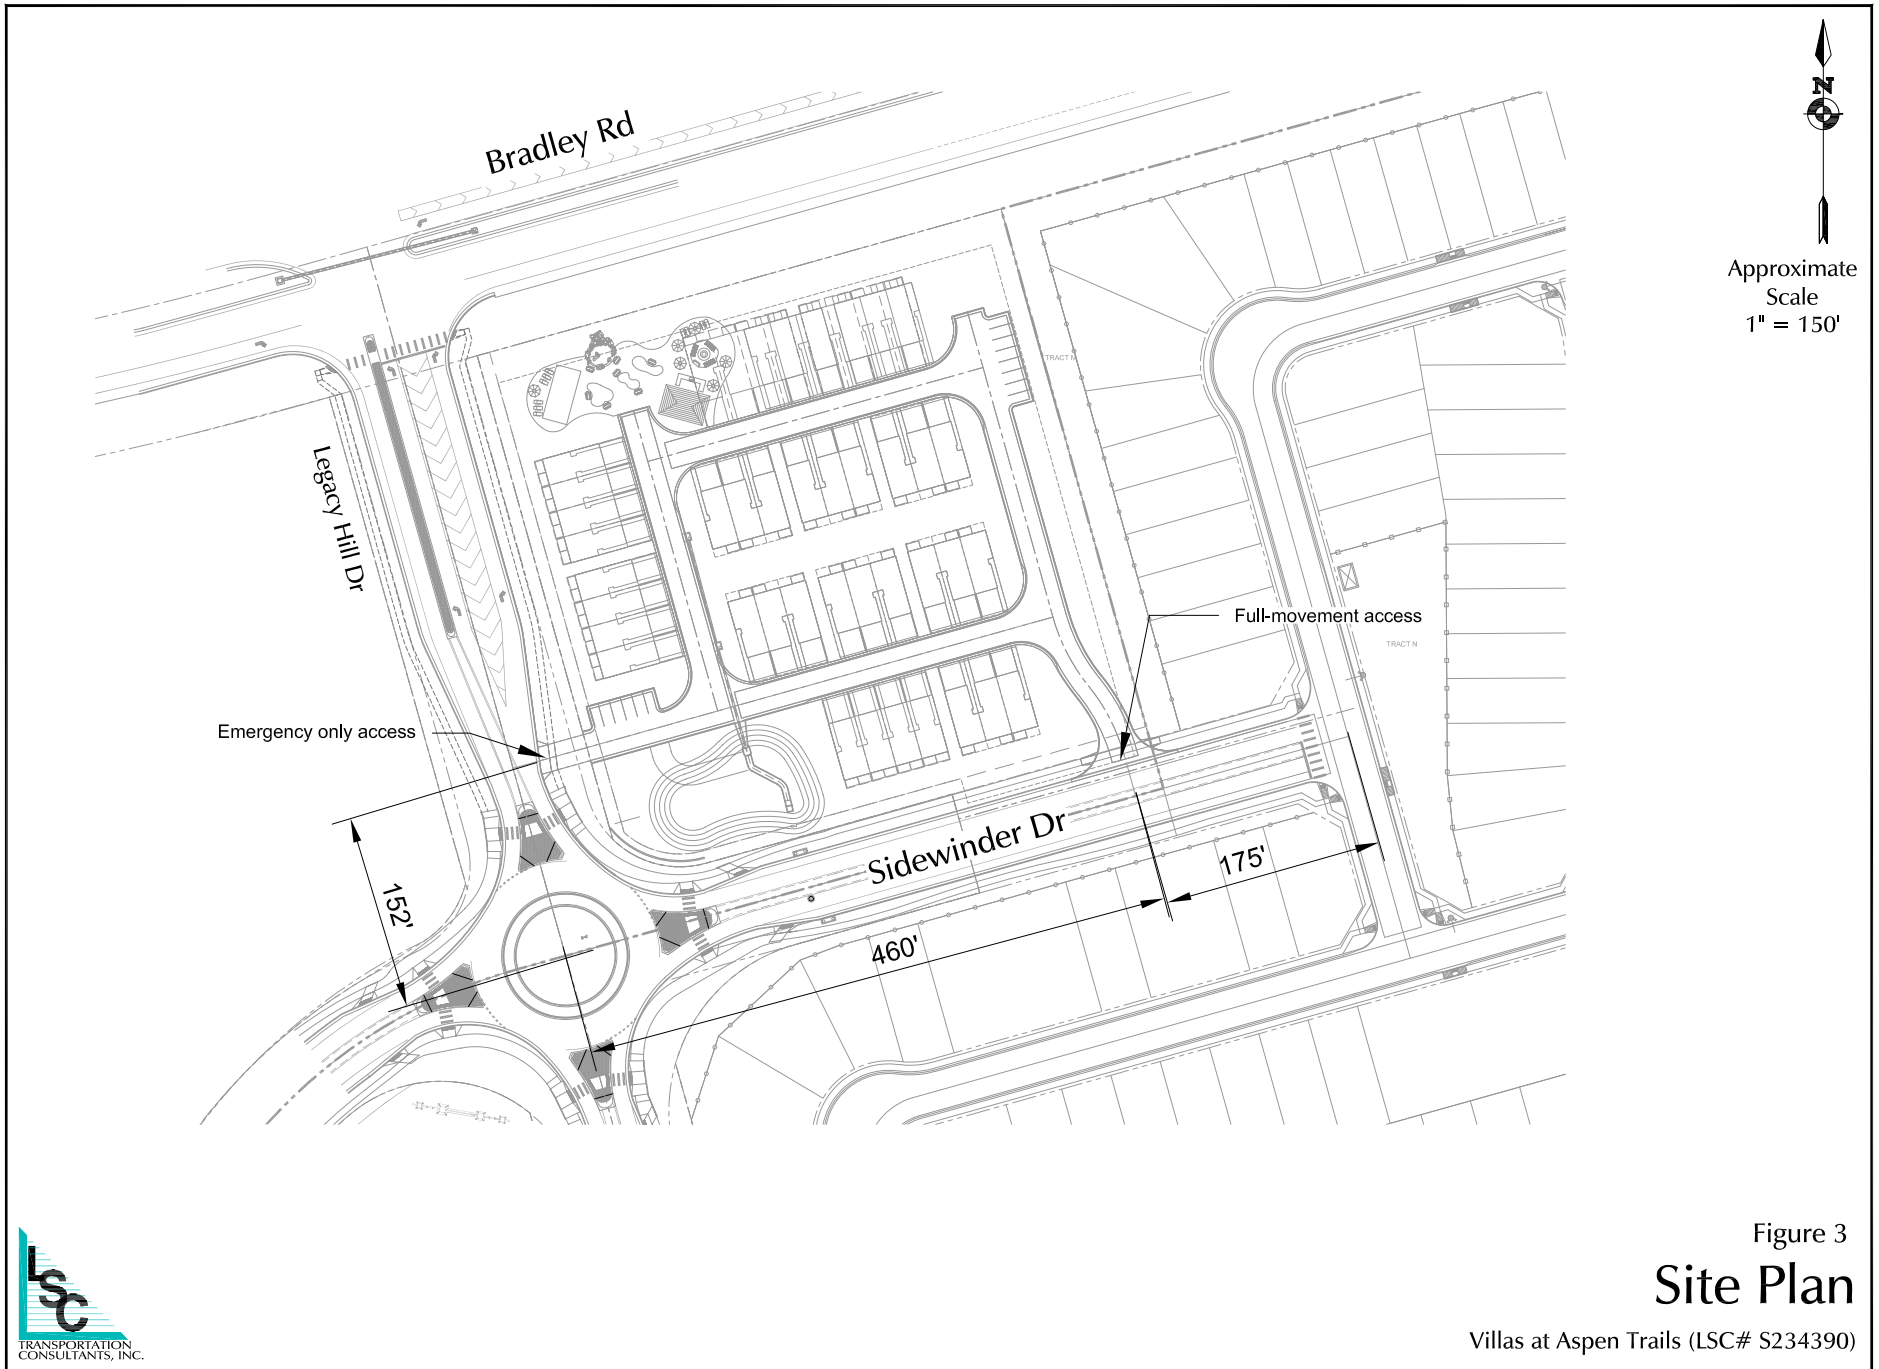 N
Approximate
Scale
1" = 150'
Bradley Rd
Legacy Hill Dr
TRACT M
Full-movement access
TRACT N
Emergency only access
Sidewinder Dr
175'
152'
460'
Figure 3
Site Plan
Villas at Aspen Trails (LSC# S234390)
LSC
TRANSPORTATION
CONSULTANTS, INC.